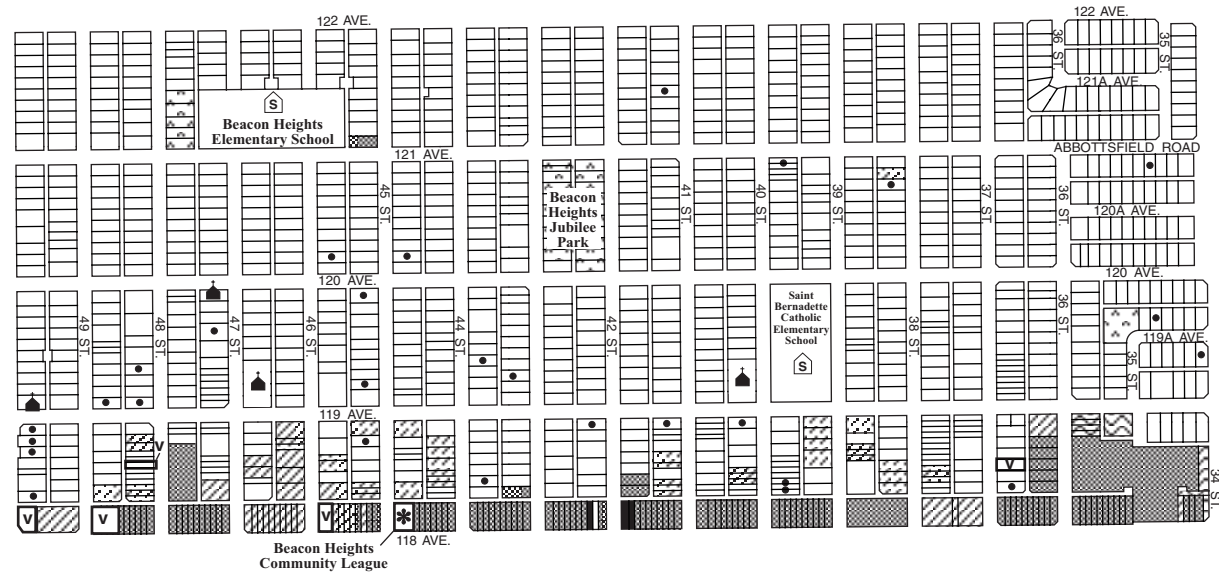 122 AVE.
122 AVE.
36 ST.
35 ST.
121A AVE.
S
Beacon Heights
Elementary School
121 AVE.
ABBOTTSFIELD ROAD
45 ST.
Beacon
Heights
Jubilee
Park
41 ST.
40 ST.
39 ST.
37 ST.
36 ST.
120A AVE.
120 AVE.
120 AVE.
49 ST.
48 ST.
47 ST.
46 ST.
44 ST.
42 ST.
Saint
Bernadette
Catholic
Elementary
School
S
38 ST.
36 ST.
119A AVE.
35 ST
119 AVE.
V
V
34 ST.
V
V
V
118 AVE.
Beacon Heights
Community League